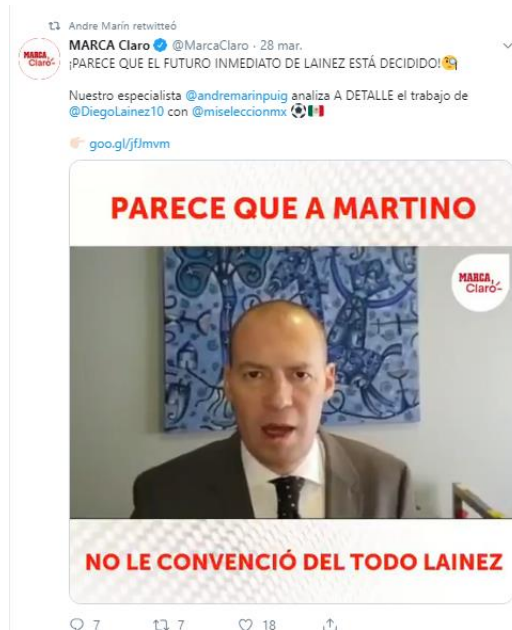 Andre Marín retwitteó
MARCA Claro @MarcaClaro · 28 mar.
¡PARECE QUE EL FUTURO INMEDIATO DE LAINEZ ESTÁ DECIDIDO!
Nuestro especialista @andremarinpuig analiza A DETALLE el trabajo de
@DiegoLainez10 con @miseleccionmx
goo.gl/jfJmvm
PARECE QUE A MARTINO
MARCA
Claro
NO LE CONVENCIÓ DEL TODO LAINEZ
7 7 18
MARCA
Claro